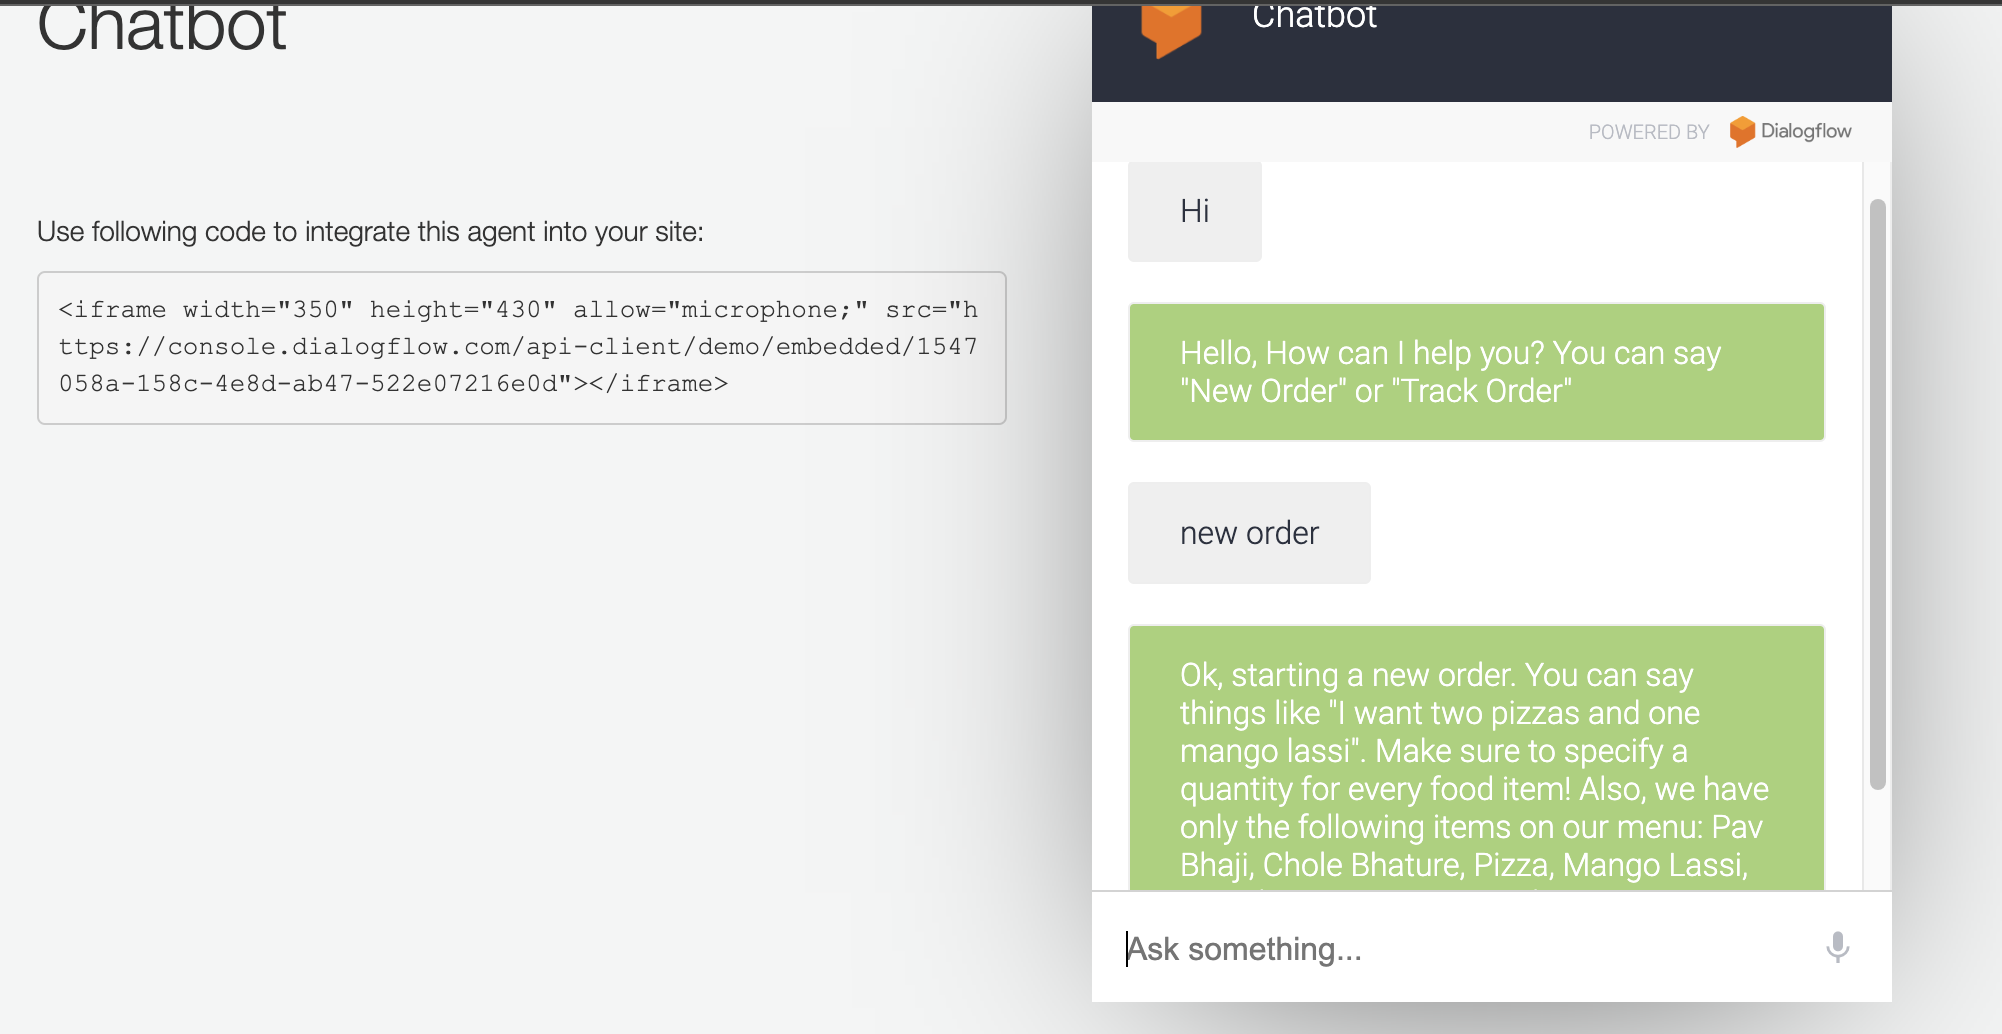 Chatbot
Use following code to integrate this agent into your site:
<iframe width="350" height="430" allow="microphone;" src="h
ttps://console.dialogflow.com/api-client/demo/embedded/1547
058a-158c-4e8d-ab47-522e07216e0d"></iframe>
Chatbot
POWERED BY Dialogflow
Hi
Hello, How can I help you? You can say
"New Order" or "Track Order"
new order
Ok, starting a new order. You can say
things like "I want two pizzas and one
mango lassi". Make sure to specify a
quantity for every food item! Also, we have
only the following items on our menu: Pav
Bhaji, Chole Bhature, Pizza, Mango Lassi,
Ask something...